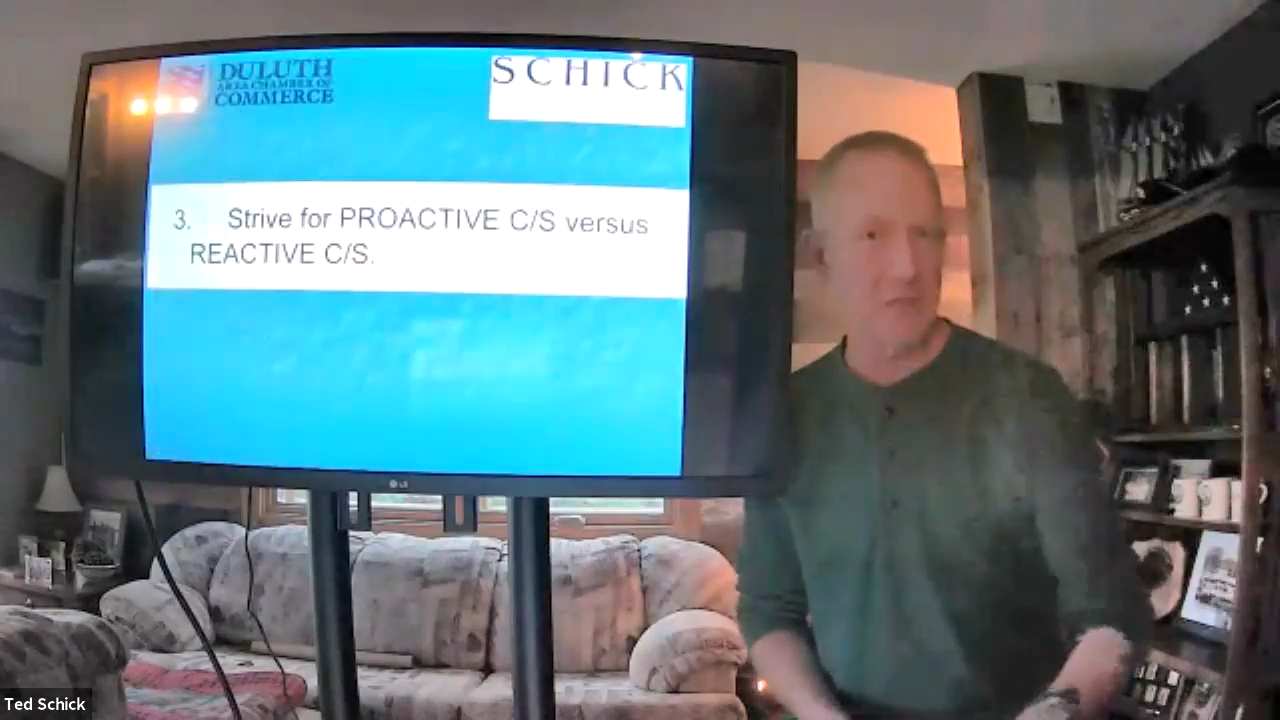 DULUTH
AREA CHAMBER OF
COMMERCE
SCHICK
3. Strive for PROACTIVE C/S versus
REACTIVE C/S.
LG
Ted Schick